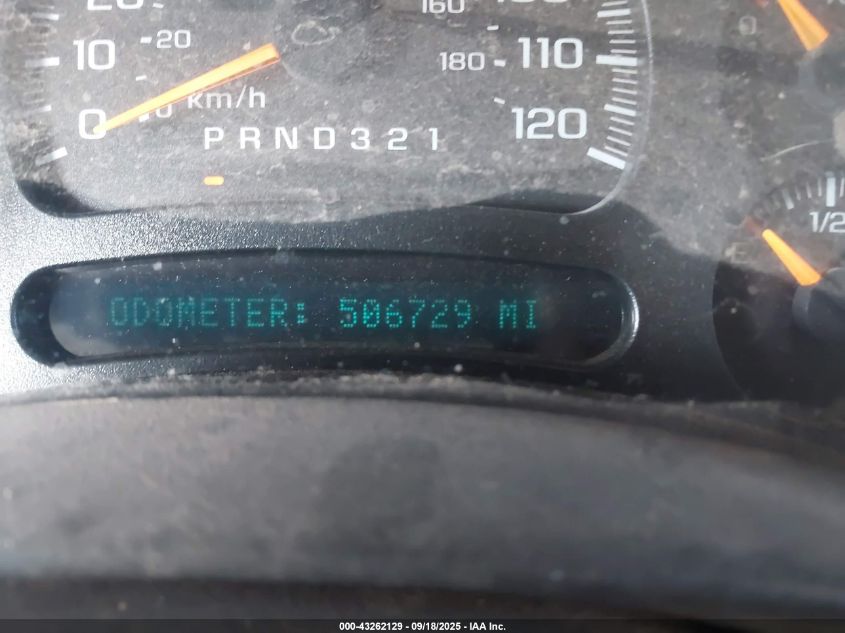 160
10 20 180 110
km/h
0 120
PRND321
E 1/2
ODOMETER: 506729 MI
000-43262129 - 09/18/2025 - IAA Inc.